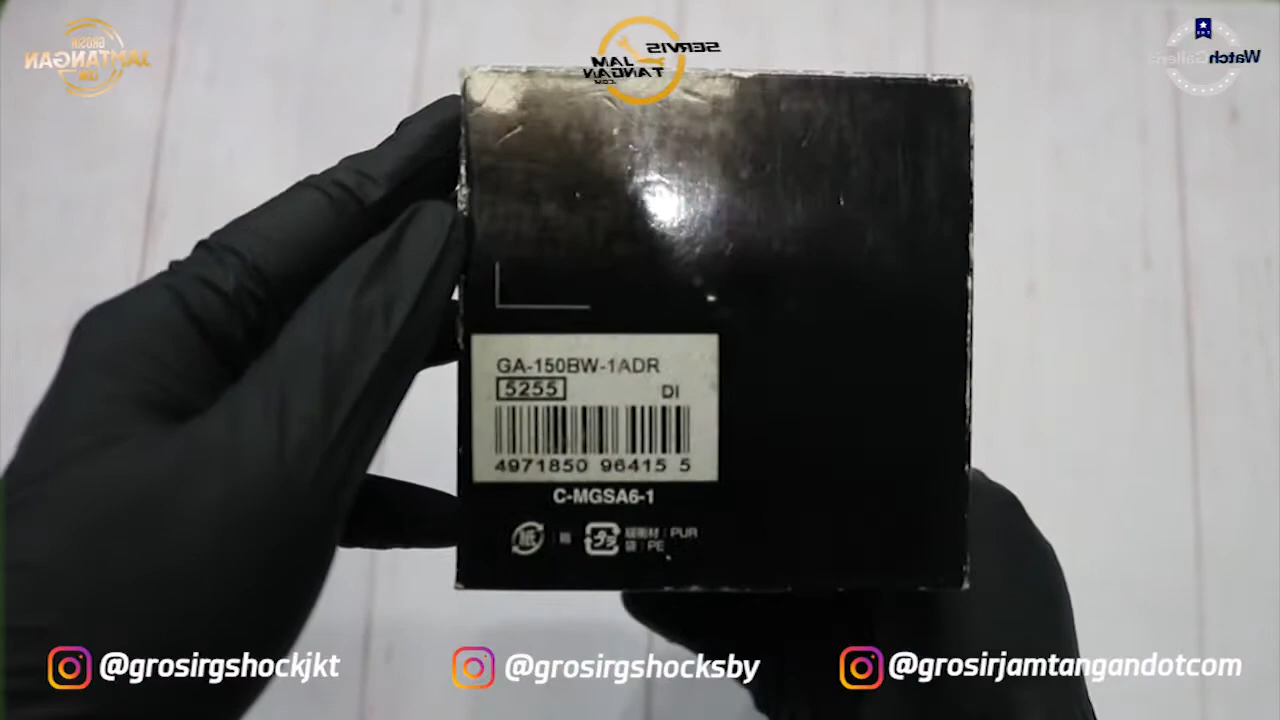 GROSIR
JAMTANGAN
.COM
SERVIS
JAM
TANGAN
.COM
Watch
GA-150BW-1ADR
5255
DI
4971850 96415 5
C-MGSA6-1
PUR
PE
@grosirgshockjkt
@grosirgshocksby
@grosirjamtangandotcom